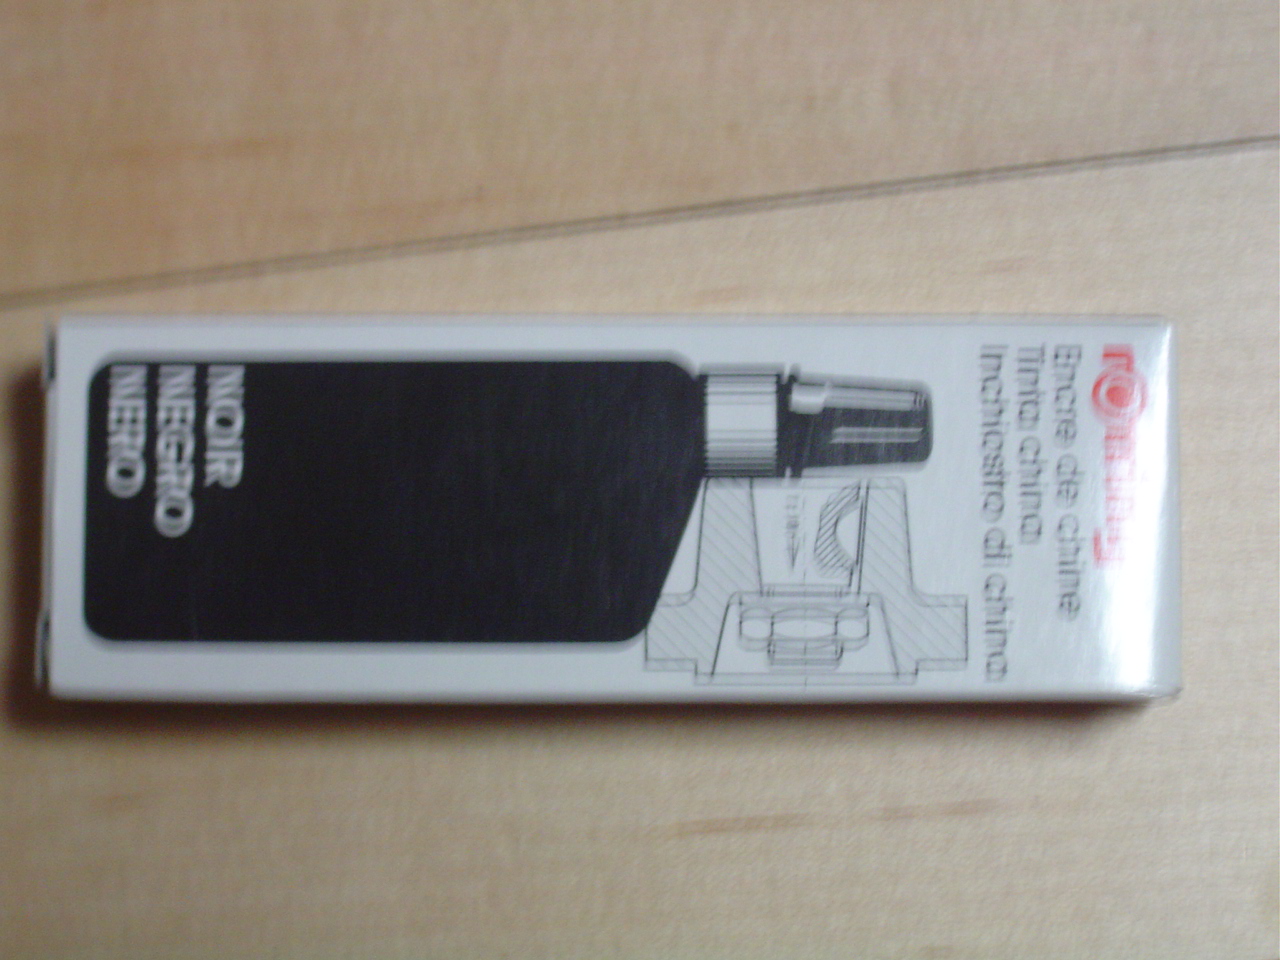 rotring
Encre de chine
Tinta china
Inchiostro di china
NOIR
NEGRO
NERO